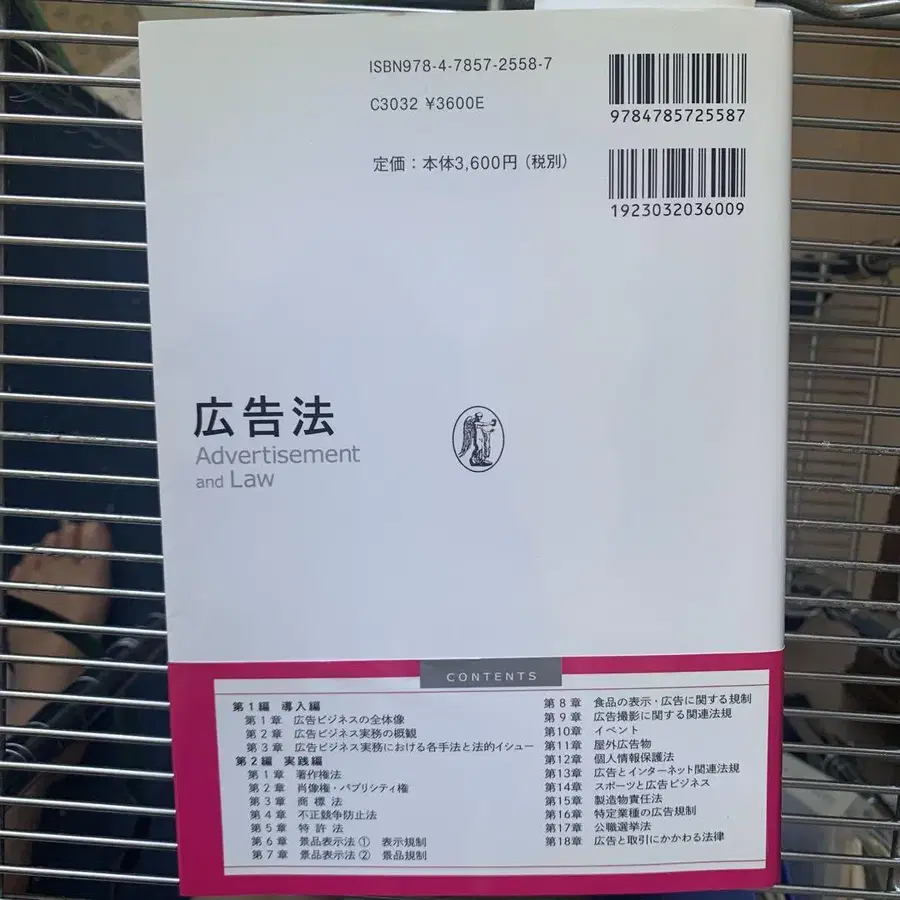 ISBN978-4-7857-2558-7
C3032 ¥3600E
定価：本体3,600円（税別）
9784785725587
1923032036009
広告法
Advertisement
and Law
CONTENTS
第1編 導入編
第1章 広告ビジネスの全体像
第2章 広告ビジネス実務の概観
第3章 広告ビジネス実務における各手法と法的イシュー
第2編 実践編
第1章 著作権法
第2章 肖像権・パブリシティ権
第3章 商標法
第4章 不正競争防止法
第5章 特許法
第6章 景品表示法① 表示規制
第7章 景品表示法② 景品規制
第8章 食品の表示・広告に関する規制
第9章 広告撮影に関する関連法規
第10章 イベント
第11章 屋外広告物
第12章 個人情報保護法
第13章 広告とインターネット関連法規
第14章 スポーツと広告ビジネス
第15章 製造物責任法
第16章 特定業種の広告規制
第17章 公職選挙法
第18章 広告と取引にかかわる法律